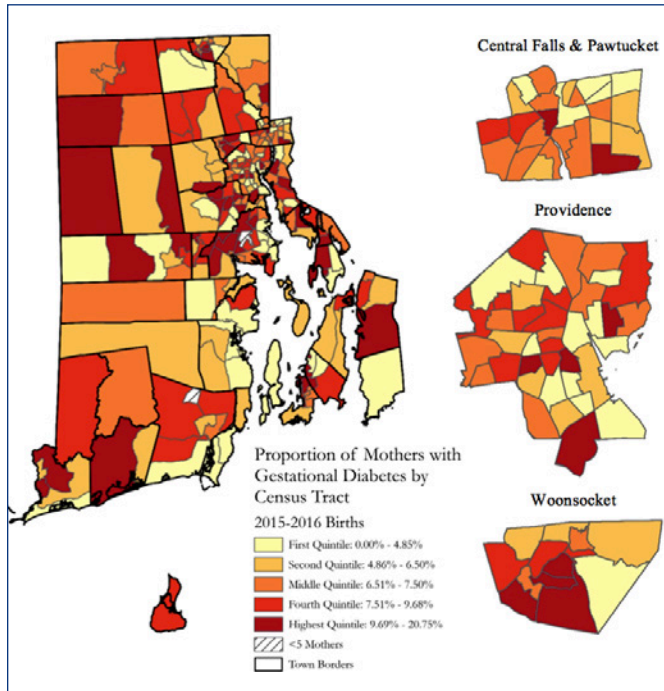 Central Falls & Pawtucket
Providence
Proportion of Mothers with
Gestational Diabetes by
Census Tract
2015-2016 Births
First Quintile: 0.00% - 4.85%
Second Quintile: 4.86% - 6.50%
Middle Quintile: 6.51% - 7.50%
Fourth Quintile: 7.51% - 9.68%
Highest Quintile: 9.69% - 20.75%
<5 Mothers
Town Borders
Woonsocket